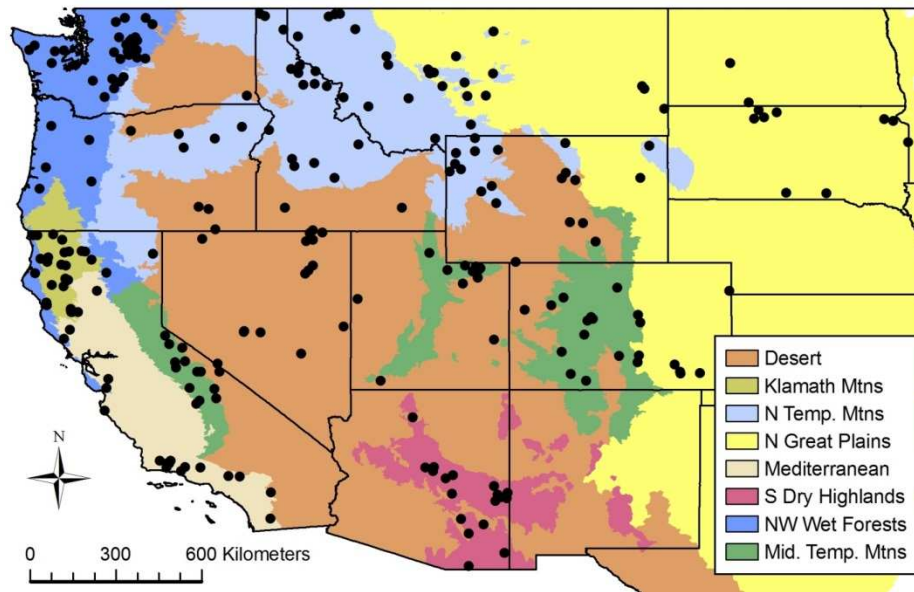 Desert
Klamath Mtns
N Temp. Mtns
N Great Plains
Mediterranean
S Dry Highlands
NW Wet Forests
Mid. Temp. Mtns
N
0 300 600 Kilometers